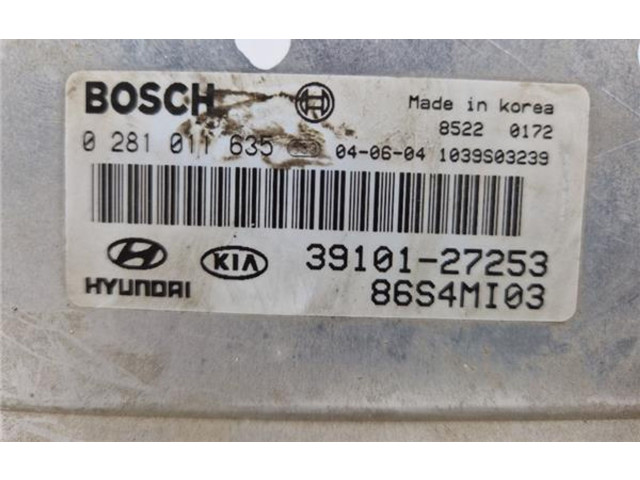 BOSCH Made in korea
8522 0172
0 281 011 635 04-06-04 1039S03239
HYUNDAI KIA 39101-27253
86S4MI03